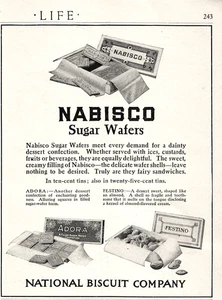 ·LIFE·
243
NABISCO
NABISCO
Sugar Wafers
Nabisco Sugar Wafers meet every demand for a dainty
dessert confection. Whether served with ices, custards,
fruits or beverages, they are equally delightful. The sweet,
creamy filling of Nabisco—the delicate wafer shells—leave
nothing to be desired. Truly are they fairy sandwiches.
In ten-cent tins; also in twenty-five-cent tins.
ADORA:—Another dessert
confection of enchanting good-
ness. Alluring squares in filled
sugar-wafer form.
FESTINO:—A dessert sweet, shaped like
an almond. A shell so fragile and tooth-
some that it melts on the tongue disclosing
a kernel of almond-flavored cream.
ADORA
FESTINO
NATIONAL BISCUIT COMPANY